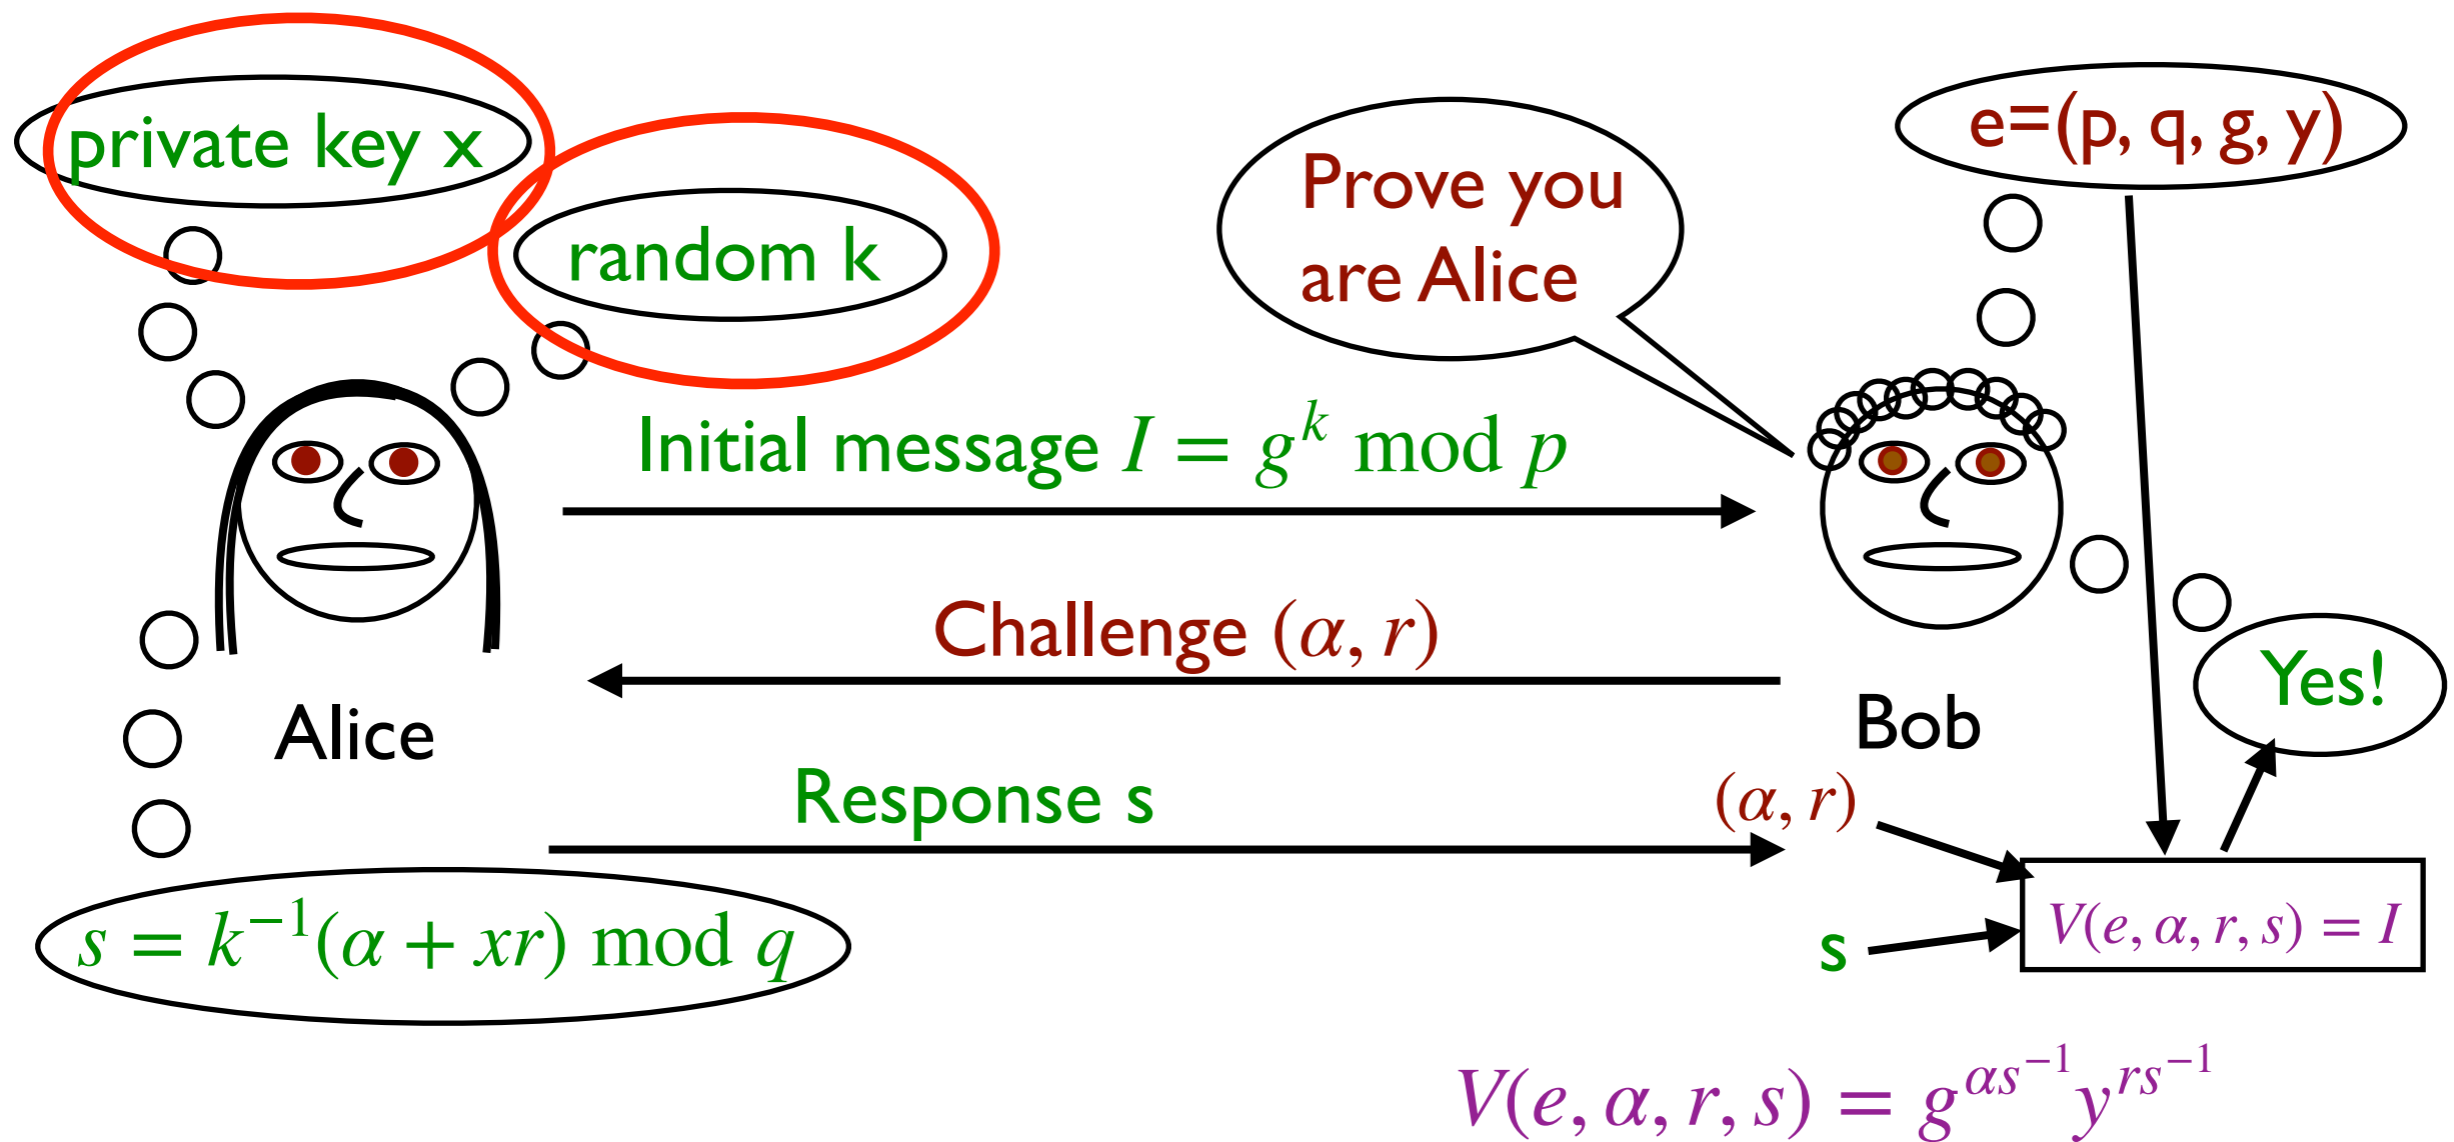 private key x
random k
Prove you
are Alice
e=(p, q, g, y)
Initial message I = g^k mod p
Challenge (α, r)
Alice
Bob
Yes!
Response s
(α, r)
s = k^{-1}(α + xr) mod q
s
V(e, α, r, s) = I
V(e, α, r, s) = g^{αs^{-1}} y^{rs^{-1}}